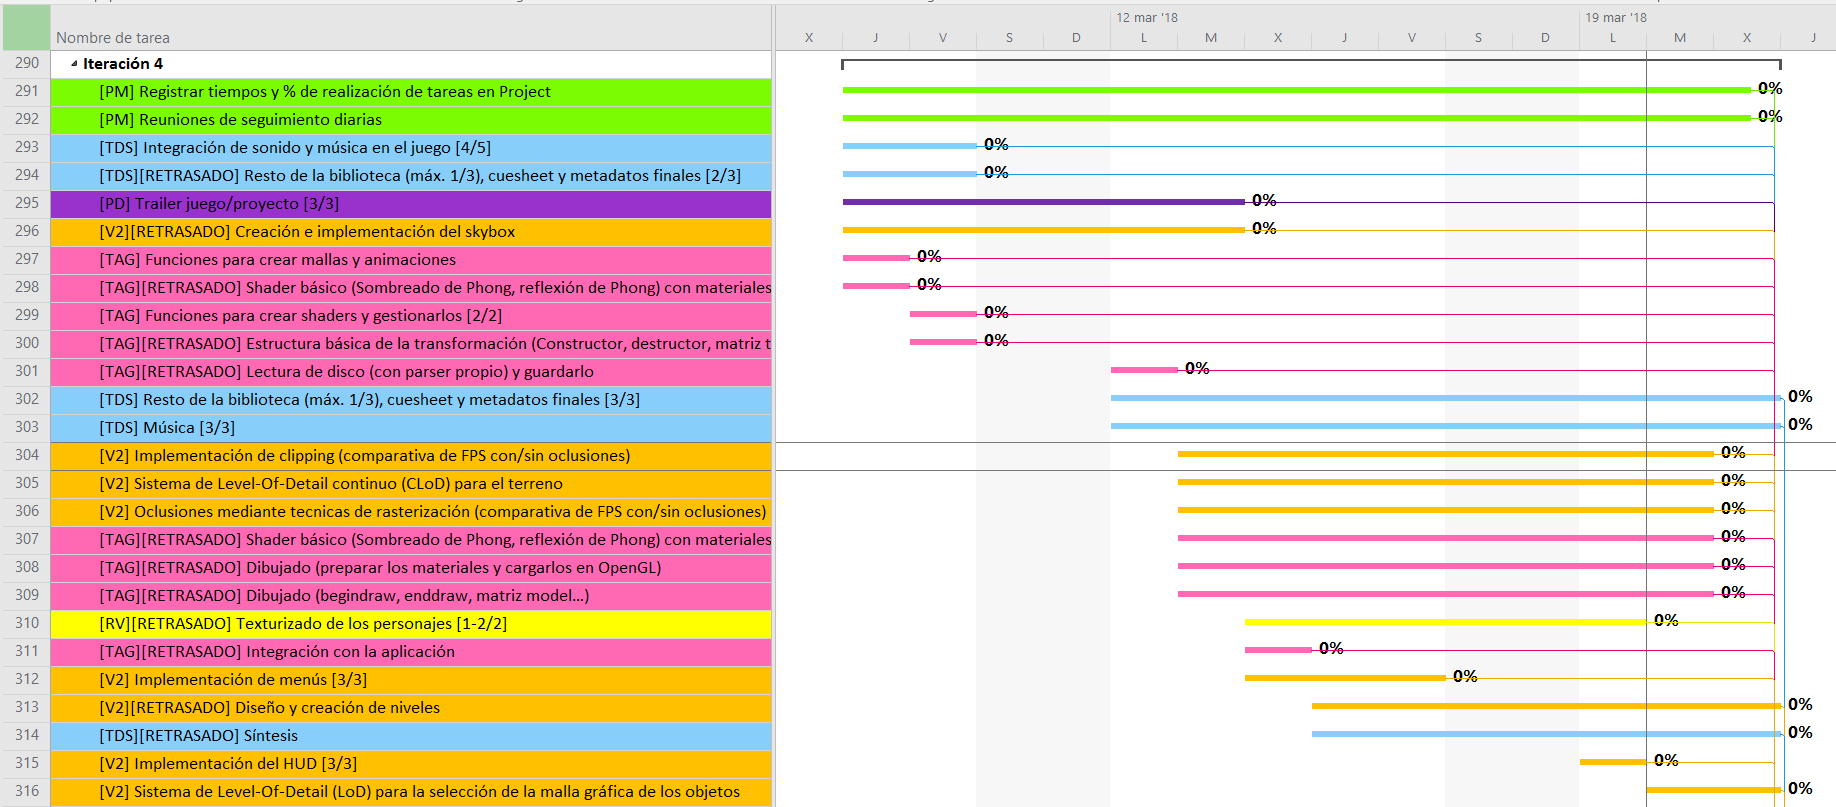 12 mar '18 19 mar '18
Nombre de tarea X J V S D L M X J V S D L M X J
290 Iteración 4
291 [PM] Registrar tiempos y % de realización de tareas en Project 0%
292 [PM] Reuniones de seguimiento diarias 0%
293 [TDS] Integración de sonido y música en el juego [4/5] 0%
294 [TDS][RETRASADO] Resto de la biblioteca (máx. 1/3), cuesheet y metadatos finales [2/3] 0%
295 [PD] Trailer juego/proyecto [3/3] 0%
296 [V2][RETRASADO] Creación e implementación del skybox 0%
297 [TAG] Funciones para crear mallas y animaciones 0%
298 [TAG][RETRASADO] Shader básico (Sombreado de Phong, reflexión de Phong) con materiales 0%
299 [TAG] Funciones para crear shaders y gestionarlos [2/2] 0%
300 [TAG][RETRASADO] Estructura básica de la transformación (Constructor, destructor, matriz t 0%
301 [TAG][RETRASADO] Lectura de disco (con parser propio) y guardarlo 0%
302 [TDS] Resto de la biblioteca (máx. 1/3), cuesheet y metadatos finales [3/3] 0%
303 [TDS] Música [3/3] 0%
304 [V2] Implementación de clipping (comparativa de FPS con/sin oclusiones) 0%
305 [V2] Sistema de Level-Of-Detail continuo (CLoD) para el terreno 0%
306 [V2] Oclusiones mediante tecnicas de rasterización (comparativa de FPS con/sin oclusiones) 0%
307 [TAG][RETRASADO] Shader básico (Sombreado de Phong, reflexión de Phong) con materiales 0%
308 [TAG][RETRASADO] Dibujado (preparar los materiales y cargarlos en OpenGL) 0%
309 [TAG][RETRASADO] Dibujado (begindraw, enddraw, matriz model...) 0%
310 [RV][RETRASADO] Texturizado de los personajes [1-2/2] 0%
311 [TAG][RETRASADO] Integración con la aplicación 0%
312 [V2] Implementación de menús [3/3] 0%
313 [V2][RETRASADO] Diseño y creación de niveles 0%
314 [TDS][RETRASADO] Síntesis 0%
315 [V2] Implementación del HUD [3/3] 0%
316 [V2] Sistema de Level-Of-Detail (LoD) para la selección de la malla gráfica de los objetos 0%